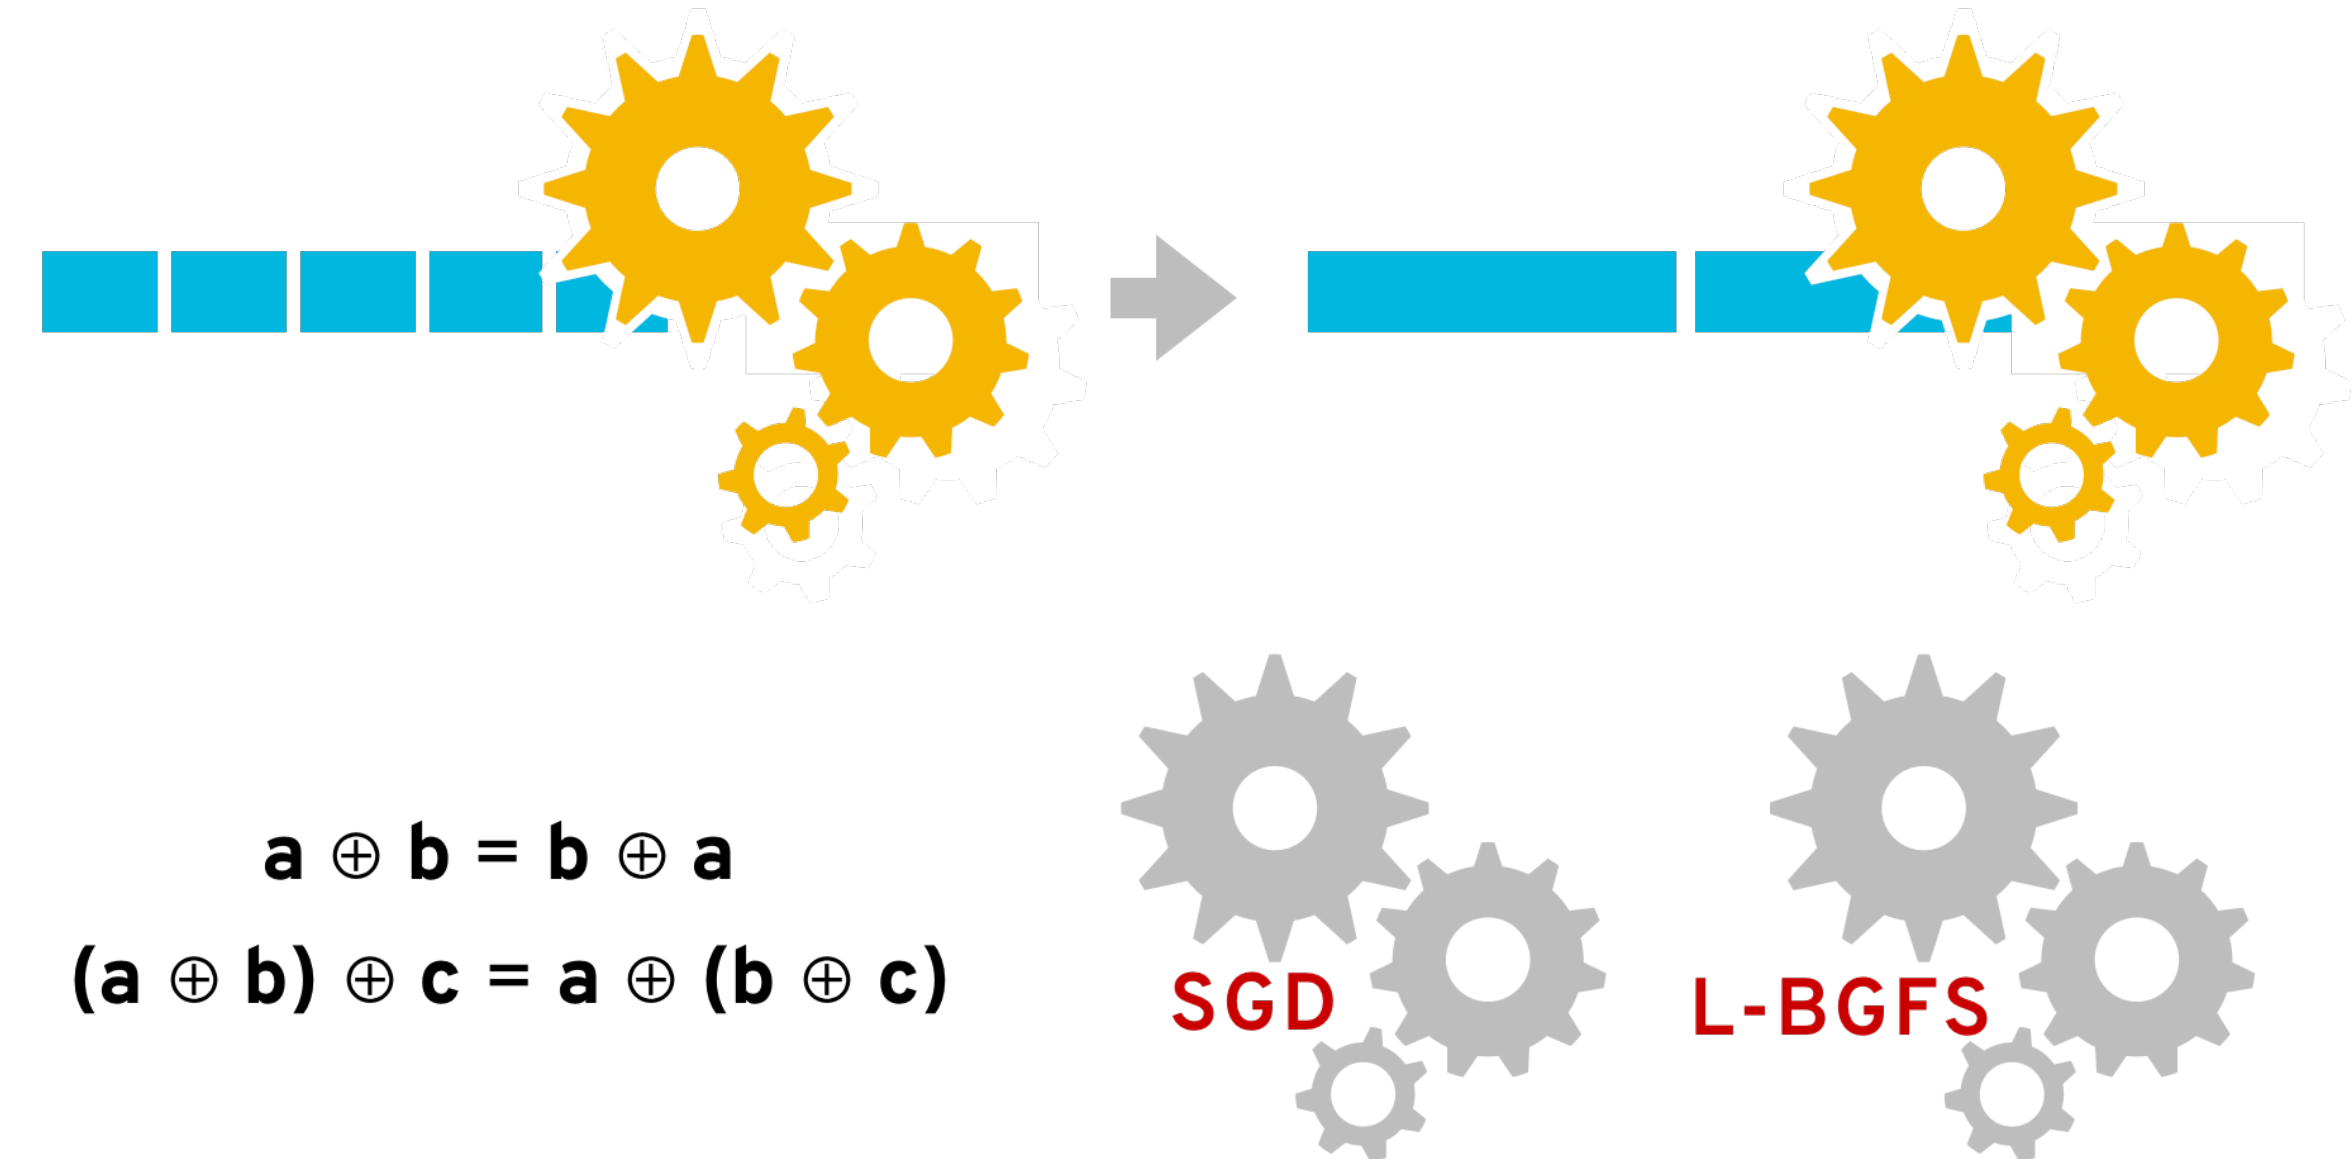 a ⊕ b = b ⊕ a
(a ⊕ b) ⊕ c = a ⊕ (b ⊕ c)
SGD
L-BGFS